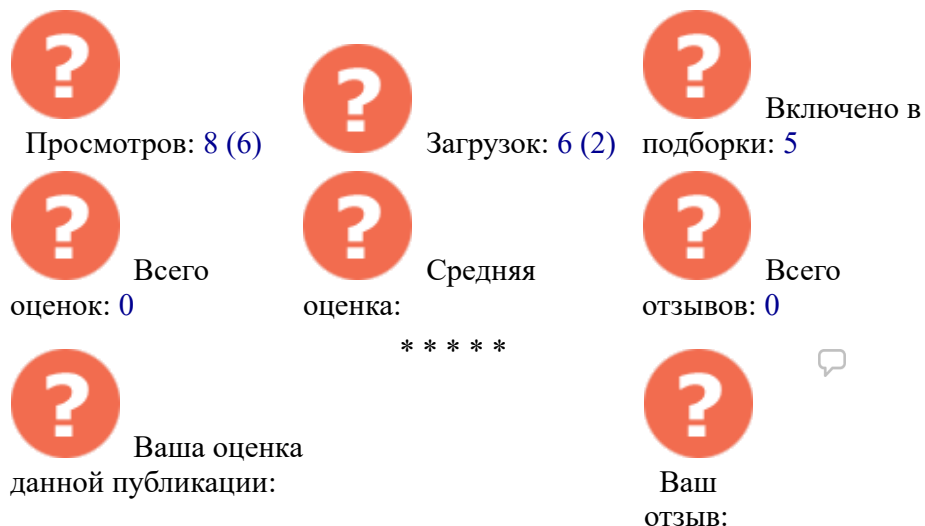 Просмотров: 8 (6)
Загрузок: 6 (2)
Включено в
подборки: 5
Всего
оценок: 0
Средняя
оценка:
* * * * *
Всего
отзывов: 0
Ваша оценка
данной публикации:
Ваш
отзыв: